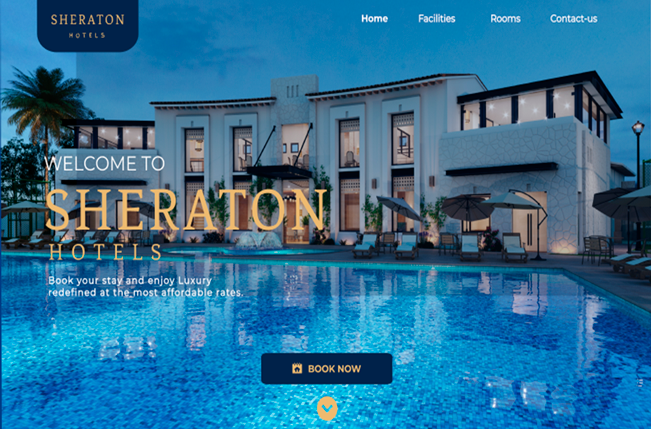 SHERATON
HOTELS
Home Facilities Rooms Contact-us
WELCOME TO
SHERATON
HOTELS
Book your stay and enjoy Luxury
redefined at the most affordable rates.
BOOK NOW